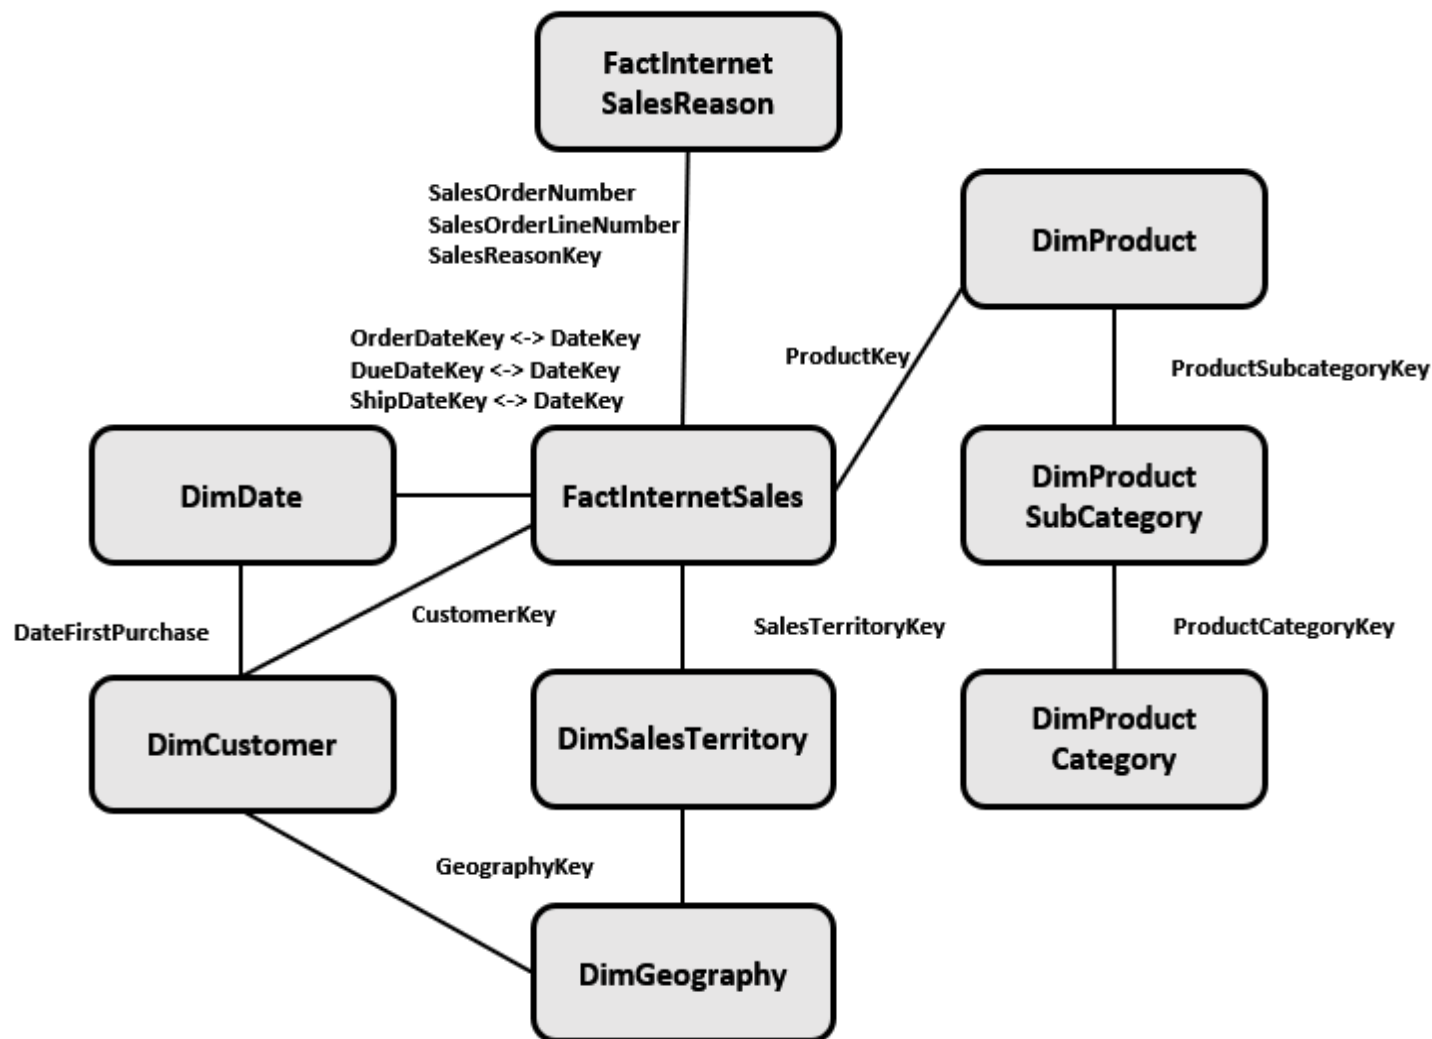 FactInternet
SalesReason
SalesOrderNumber
SalesOrderLineNumber
SalesReasonKey
DimProduct
OrderDateKey <-> DateKey
DueDateKey <-> DateKey
ShipDateKey <-> DateKey
ProductKey
ProductSubcategoryKey
DimDate
FactInternetSales
DimProduct
SubCategory
DateFirstPurchase
CustomerKey
SalesTerritoryKey
ProductCategoryKey
DimCustomer
DimSalesTerritory
DimProduct
Category
GeographyKey
DimGeography